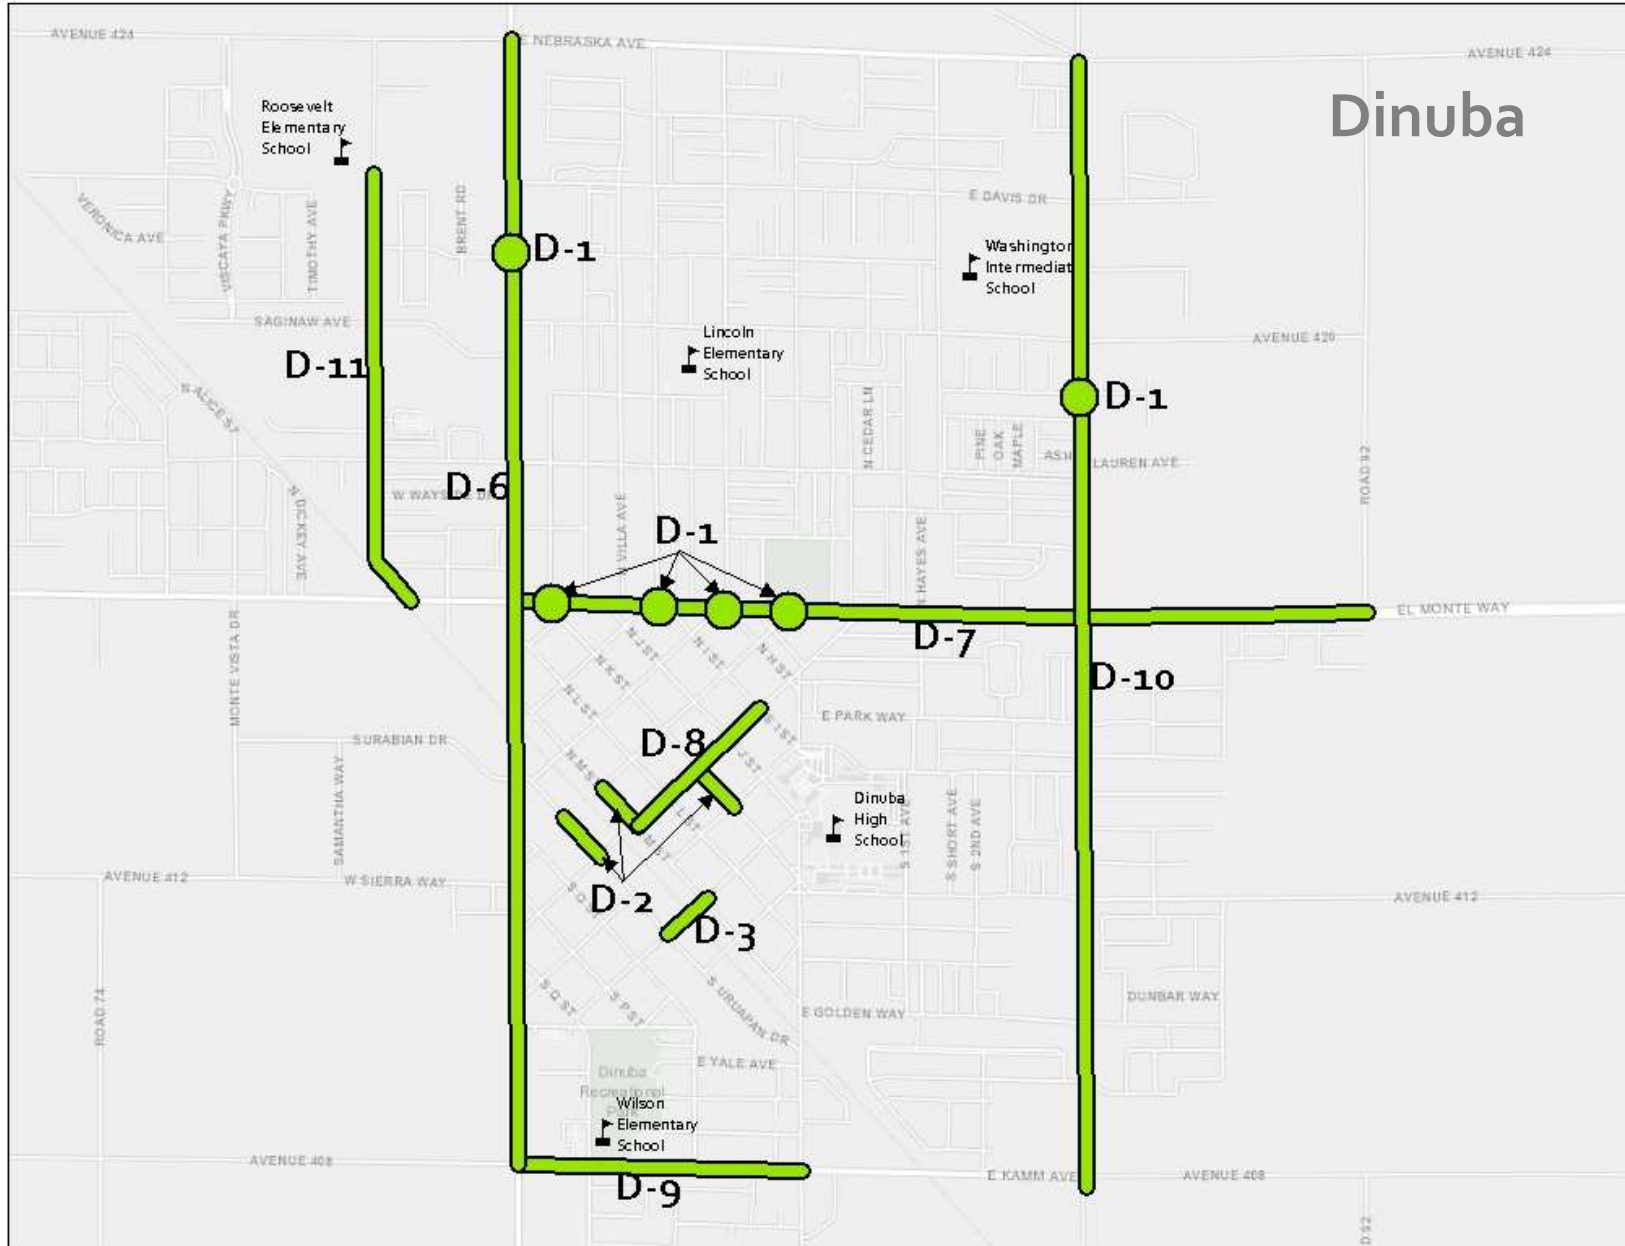 AVENUE 424
E NEBRASKA AVE
AVENUE 424
Dinuba
Roosevelt
Elementary
School
E DAVIS DR
VERONICA AVE
VISCAYA PKWY
TIMOTHY AVE
BRENT RD
D-1
Washington
Intermediat
School
SAGINAW AVE
Lincoln
Elementary
School
D-11
N ALICE ST
D-1
N CEDAR LN
PINE
OAK
MAPLE
ASH
LAUREN AVE
ROAD 92
D-6
N DICKEY AVE
N VILLA AVE
D-1
HAYES AVE
EL MONTE WAY
D-7
MONTE VISTA DR
N J ST
N I ST
N H ST
N K ST
N L ST
D-10
E PARK WAY
S I ST
J ST
SURABIAN DR
D-8
N M ST
SAMANTHA WAY
L ST
M ST
Dinuba
High
School
S 1ST AVE
S SHORT AVE
S 2ND AVE
AVENUE 412
W SIERRA WAY
D-2
AVENUE 412
D-3
ROAD 74
S Q ST
S P ST
S URUAPAN DR
E GOLDEN WAY
DUNBAR WAY
E YALE AVE
Dinuba
Recreational
Wilson
Elementary
School
AVENUE 408
D-9
E KAMM AVE
AVENUE 408
D 92